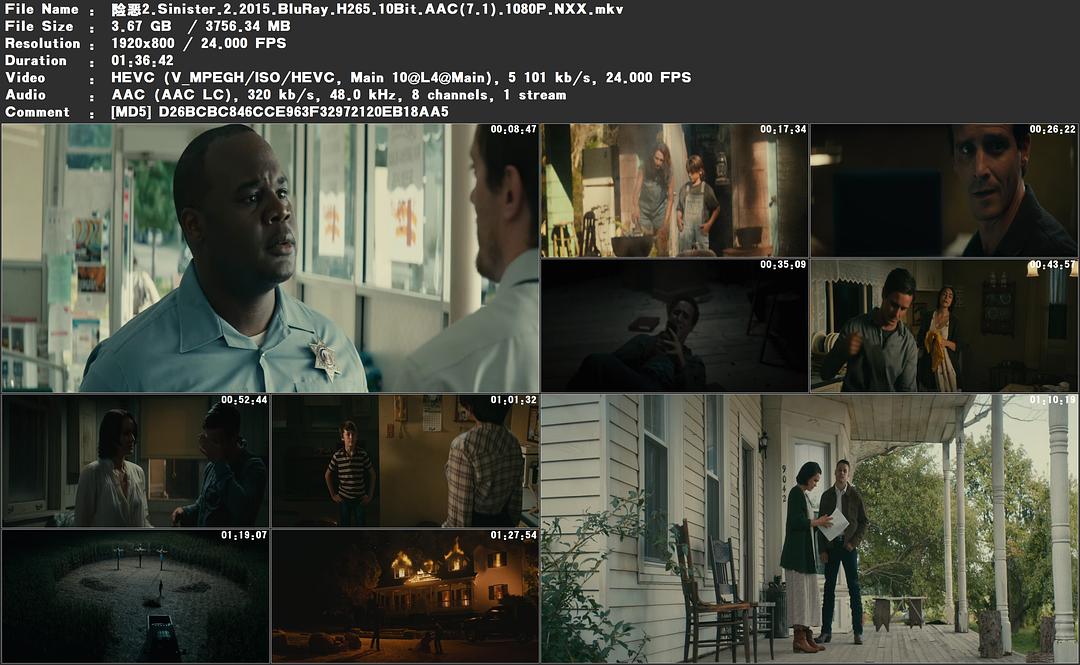 File Name : 险恶2.Sinister.2.2015.BluRay.H265.10Bit.AAC(7.1).1080P.NXX.mkv
File Size : 3.67 GB / 3756.34 MB
Resolution : 1920x800 / 24.000 FPS
Duration : 01:36:42
Video : HEVC (V_MPEGH/ISO/HEVC, Main 10@L4@Main), 5 101 kb/s, 24.000 FPS
Audio : AAC (AAC LC), 320 kb/s, 48.0 kHz, 8 channels, 1 stream
Comment : [MD5] D26BCBC846CCE963F32972120EB18AA5
00:08:47
00:17:34
00:26:22
00:35:09
00:43:57
00:52:44
01:01:32
01:10:19
01:19:07
01:27:54